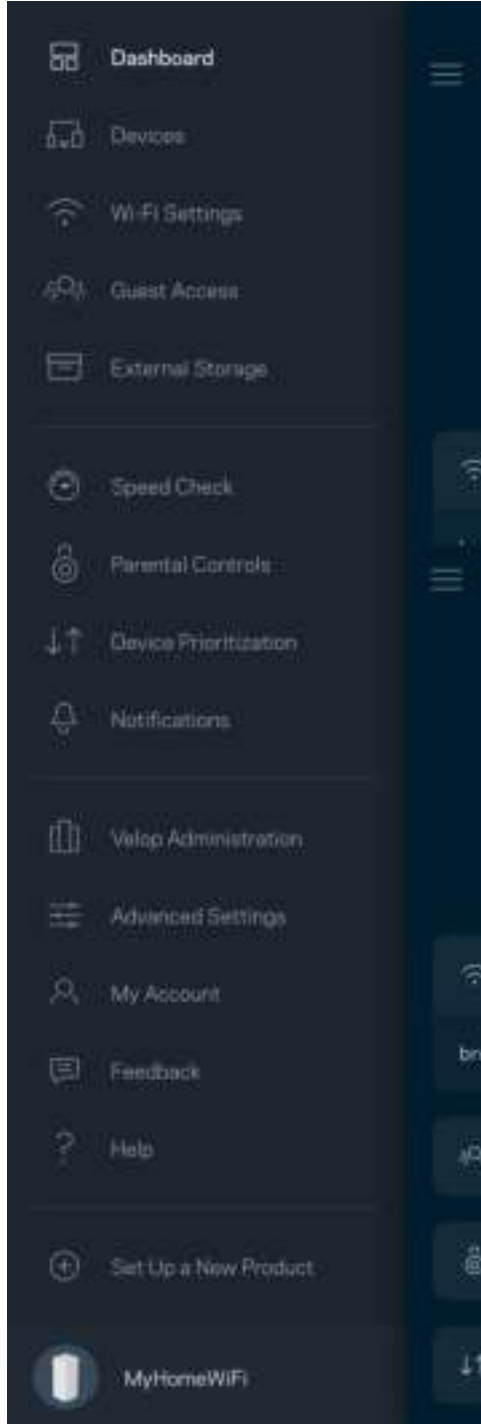 Dashboard
Devices
Wi-Fi Settings
Guest Access
External Storage
Speed Check
Parental Controls
Device Prioritization
Notifications
Velop Administration
Advanced Settings
My Account
Feedback
Help
Set Up a New Product
MyHomeWiFi